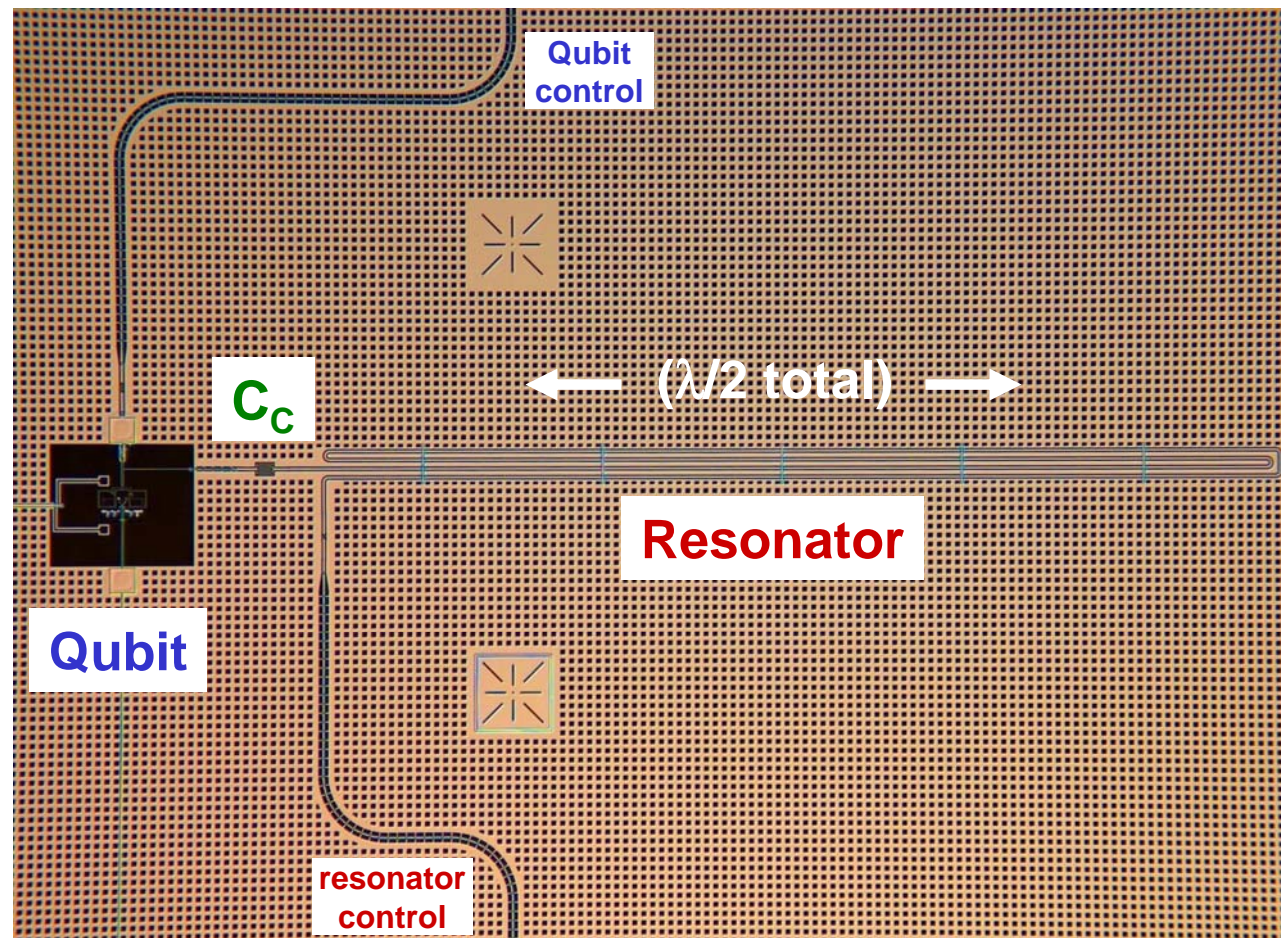 Qubit
control
(λ/2 total)
C_C
Resonator
Qubit
resonator
control